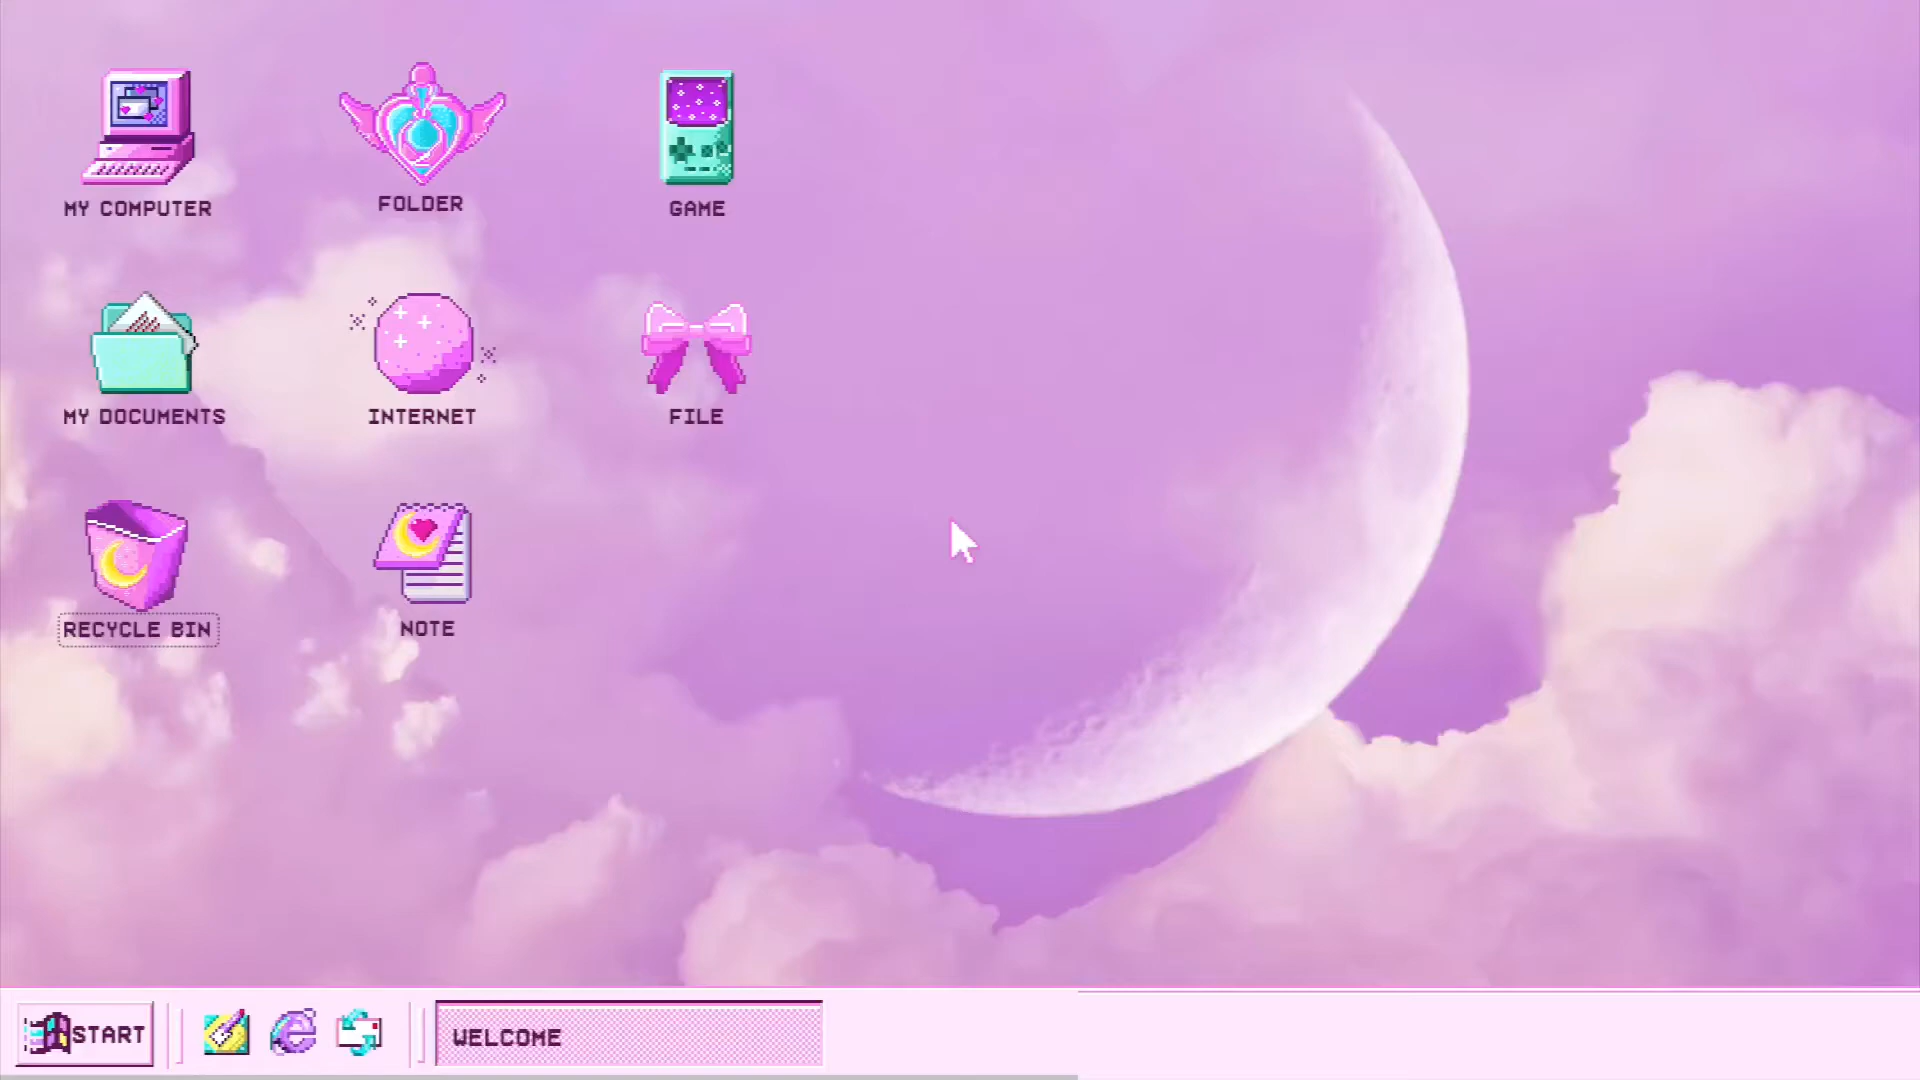 MY COMPUTER
FOLDER
GAME
MY DOCUMENTS
INTERNET
FILE
RECYCLE BIN
NOTE
START
WELCOME